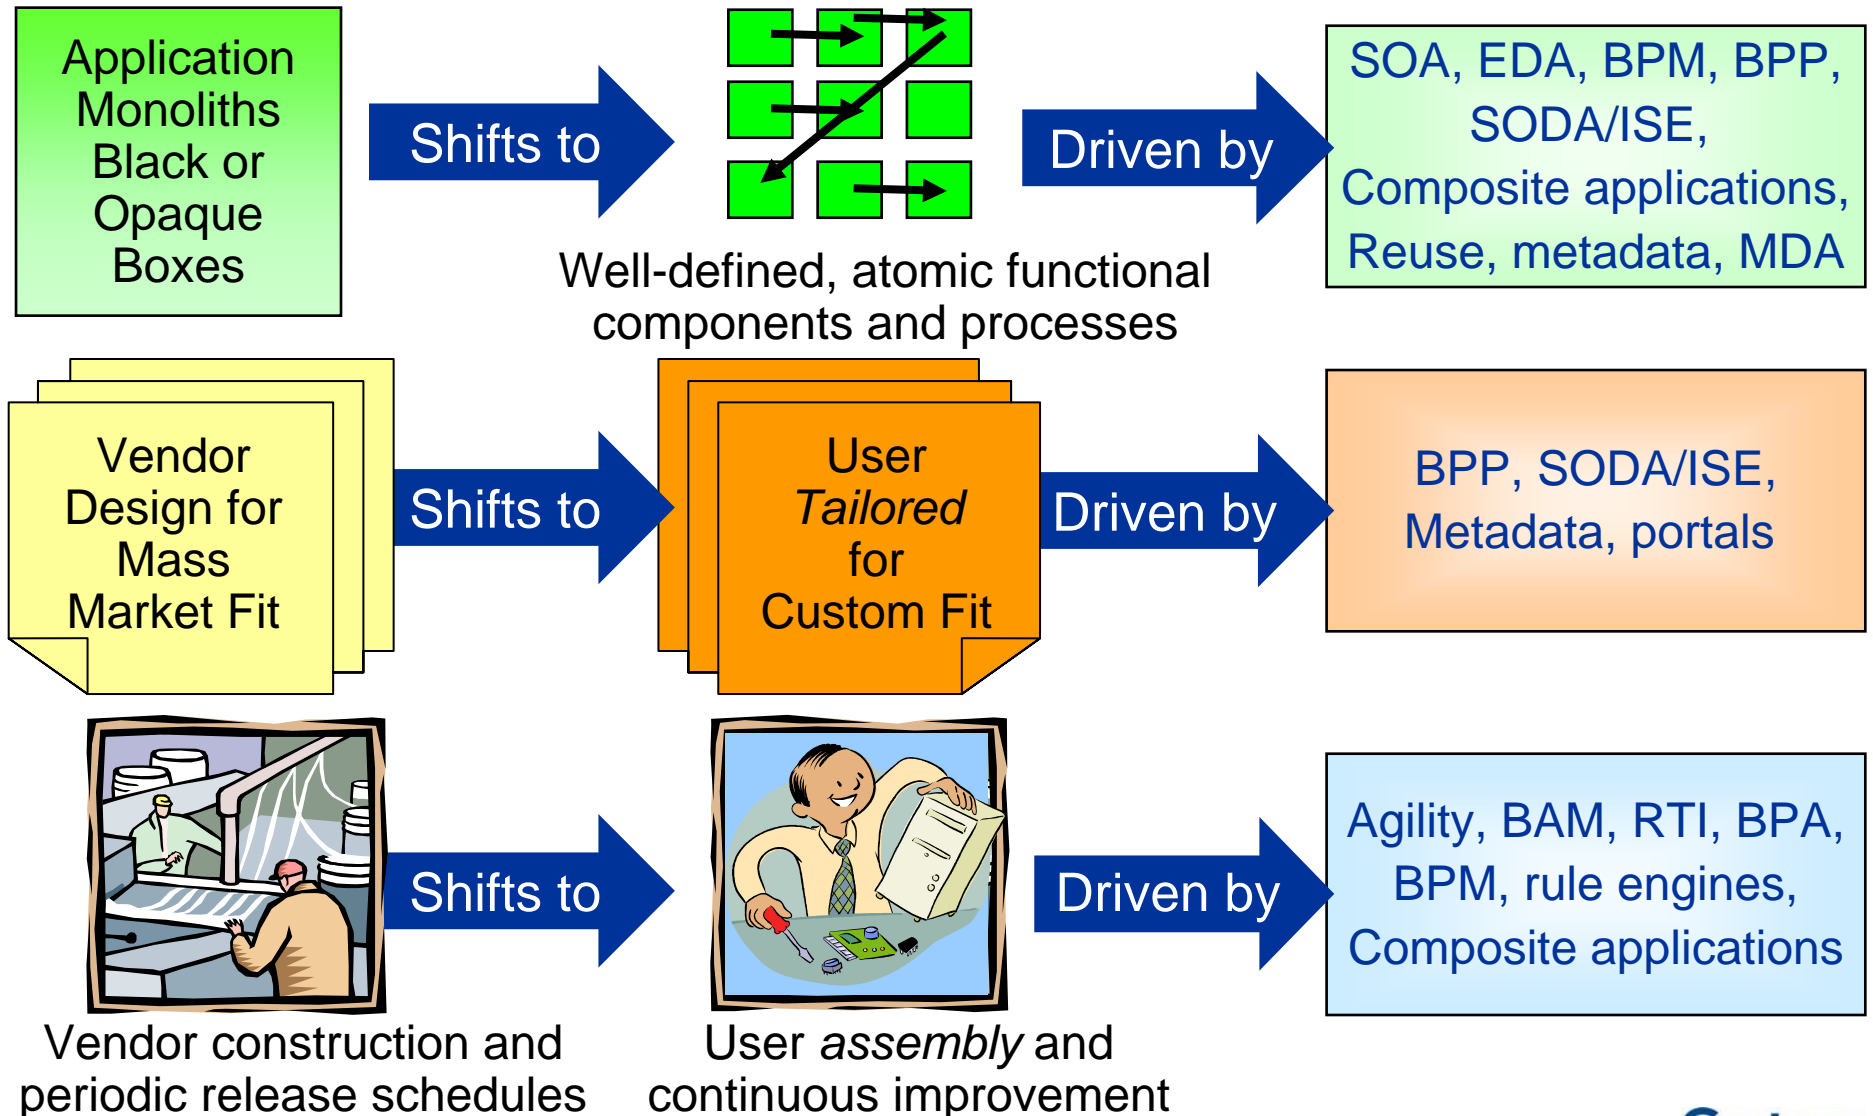 Application
Monoliths
Black or
Opaque
Boxes
Shifts to
Well-defined, atomic functional
components and processes
Driven by
SOA, EDA, BPM, BPP,
SODA/ISE,
Composite applications,
Reuse, metadata, MDA
Vendor
Design for
Mass
Market Fit
Shifts to
User
Tailored
for
Custom Fit
Driven by
BPP, SODA/ISE,
Metadata, portals
Vendor construction and
periodic release schedules
Shifts to
User assembly and
continuous improvement
Driven by
Agility, BAM, RTI, BPA,
BPM, rule engines,
Composite applications